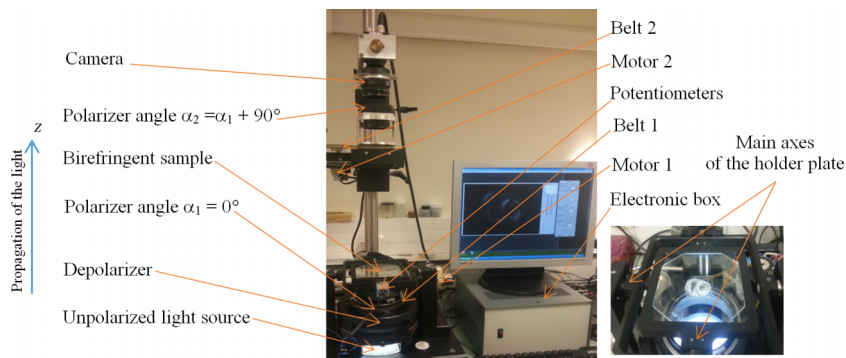 Camera
Polarizer angle α₂ =α₁ + 90°
z
Birefringent sample
Polarizer angle α₁ = 0°
Depolarizer
Unpolarized light source
Propagation of the light
Belt 2
Motor 2
Potentiometers
Belt 1
Motor 1
Electronic box
Main axes
of the holder plate